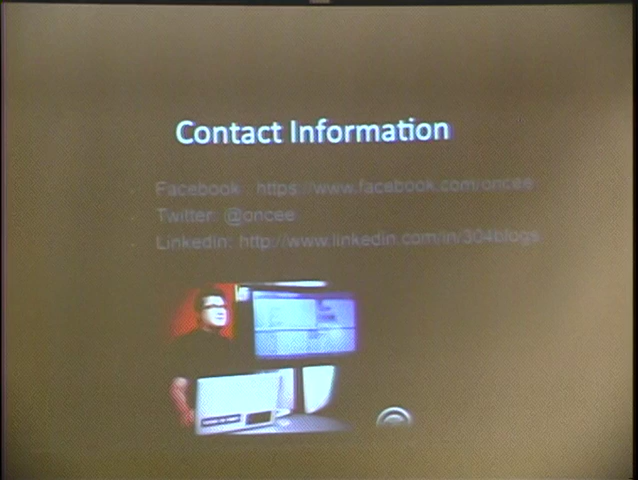 Contact Information
Facebook: https://www.facebook.com/oncee
Twitter: @oncee
Linkedin: http://www.linkedin.com/in/304blogs